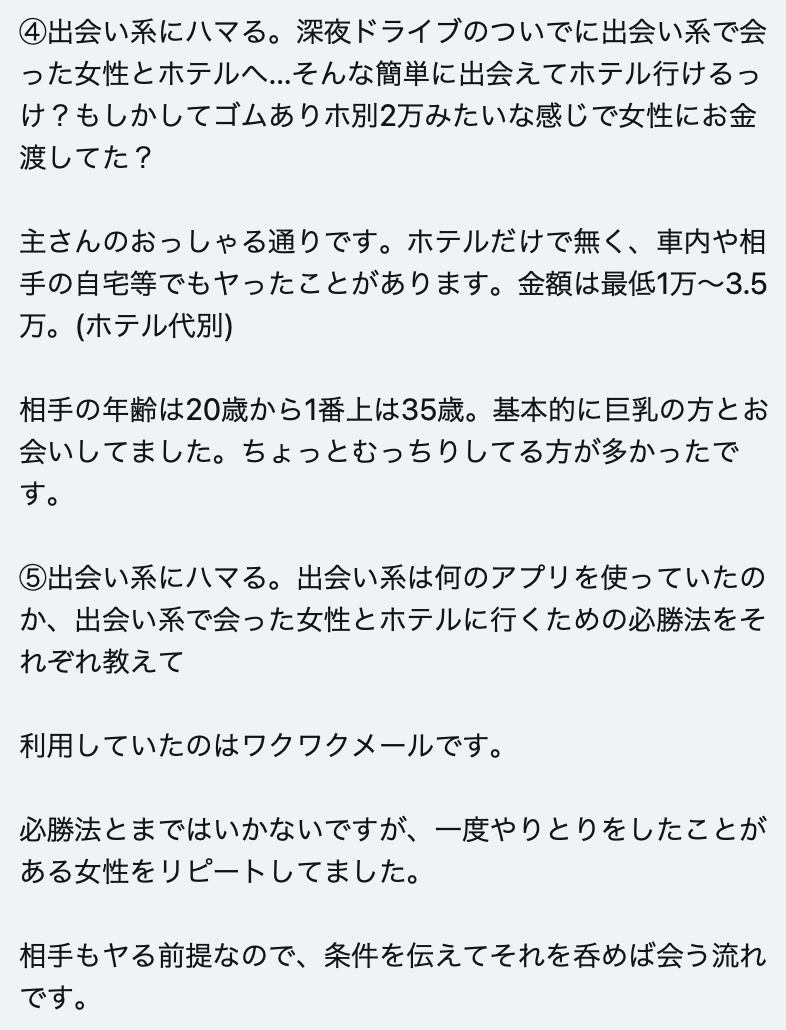 ④出会い系にハマる。深夜ドライブのついでに出会い系で会
った女性とホテルへ...そんな簡単に出会えてホテル行けるっ
け？もしかしてゴムありホ別2万みたいな感じで女性にお金
渡してた？
主さんのおっしゃる通りです。ホテルだけで無く、車内や相
手の自宅等でもヤったことがあります。金額は最低1万〜3.5
万。(ホテル代別)
相手の年齢は20歳から1番上は35歳。基本的に巨乳の方とお
会いしてました。ちょっとむっちりしてる方が多かったで
す。
⑤出会い系にハマる。出会い系は何のアプリを使っていたの
か、出会い系で会った女性とホテルに行くための必勝法をそ
れぞれ教えて
利用していたのはワクワクメールです。
必勝法とまではいかないですが、一度やりとりをしたことが
ある女性をリピートしてました。
相手もヤる前提なので、条件を伝えてそれを呑めば会う流れ
です。